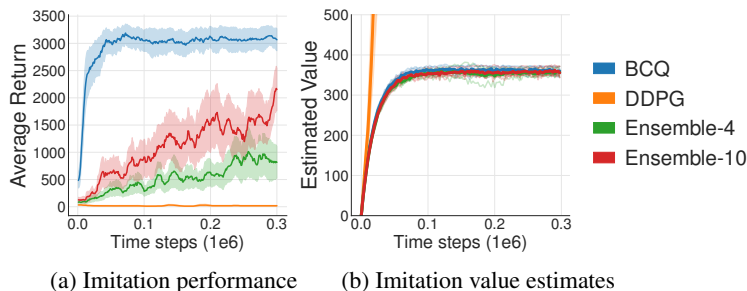 3500
3000
2500
2000
1500
1000
500
0
Average Return
0.0 0.1 0.2 0.3
Time steps (1e6)
(a) Imitation performance
500
400
300
200
100
0
Estimated Value
0.0 0.1 0.2 0.3
Time steps (1e6)
(b) Imitation value estimates
BCQ
DDPG
Ensemble-4
Ensemble-10